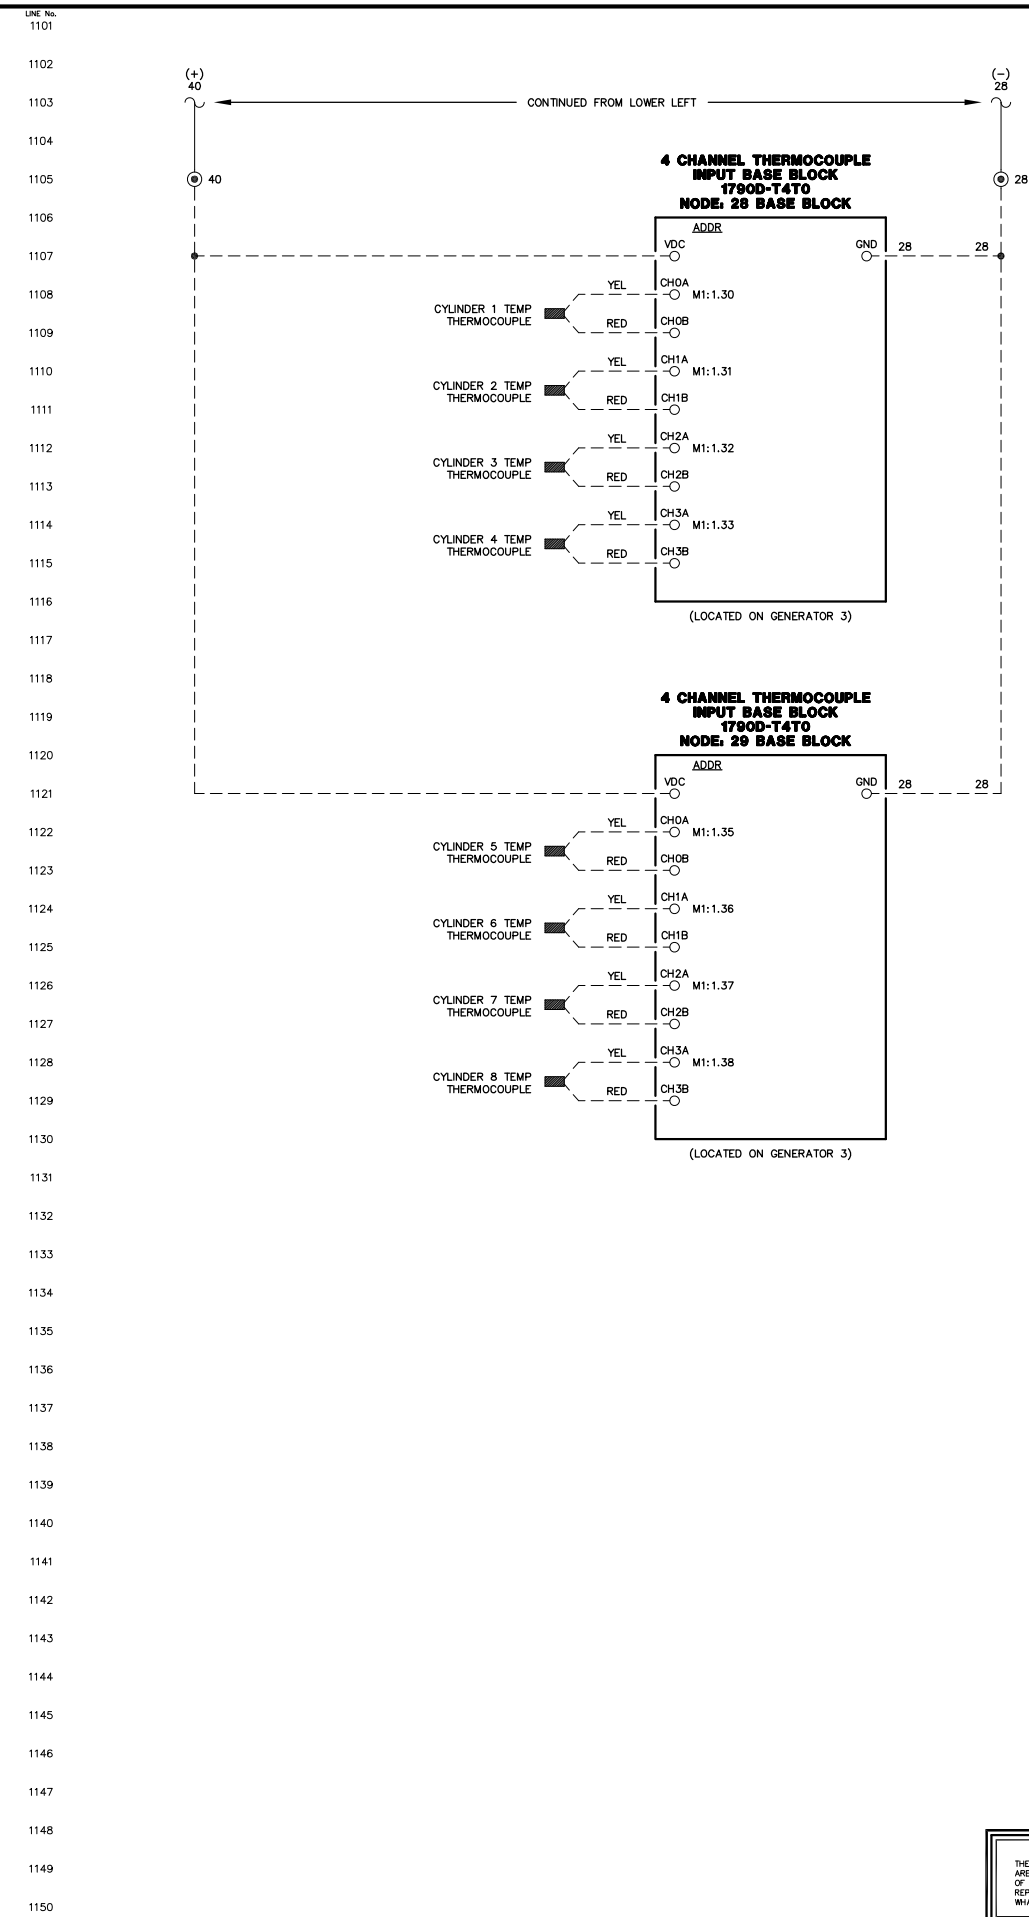 LINE No.
1101
1102
(+)
40
(-)
28
1103
CONTINUED FROM LOWER LEFT
1104
4 CHANNEL THERMOCOUPLE
INPUT BASE BLOCK
1790D-T4T0
NODE: 28 BASE BLOCK
1105
40
28
1106
ADDR
1107
VDC
GND
28
28
1108
YEL
CH0A
M1:1.30
CYLINDER 1 TEMP
THERMOCOUPLE
1109
RED
CH0B
1110
YEL
CH1A
M1:1.31
CYLINDER 2 TEMP
THERMOCOUPLE
1111
RED
CH1B
1112
YEL
CH2A
M1:1.32
CYLINDER 3 TEMP
THERMOCOUPLE
1113
RED
CH2B
1114
YEL
CH3A
M1:1.33
CYLINDER 4 TEMP
THERMOCOUPLE
1115
RED
CH3B
1116
(LOCATED ON GENERATOR 3)
1117
1118
4 CHANNEL THERMOCOUPLE
INPUT BASE BLOCK
1790D-T4T0
NODE: 29 BASE BLOCK
1119
1120
ADDR
1121
VDC
GND
28
28
1122
YEL
CH0A
M1:1.35
CYLINDER 5 TEMP
THERMOCOUPLE
1123
RED
CH0B
1124
YEL
CH1A
M1:1.36
CYLINDER 6 TEMP
THERMOCOUPLE
1125
RED
CH1B
1126
YEL
CH2A
M1:1.37
CYLINDER 7 TEMP
THERMOCOUPLE
1127
RED
CH2B
1128
YEL
CH3A
M1:1.38
CYLINDER 8 TEMP
THERMOCOUPLE
1129
RED
CH3B
1130
(LOCATED ON GENERATOR 3)
1131
1132
1133
1134
1135
1136
1137
1138
1139
1140
1141
1142
1143
1144
1145
1146
1147
1148
1149
1150
THE
ARE
OF
REP
WHA